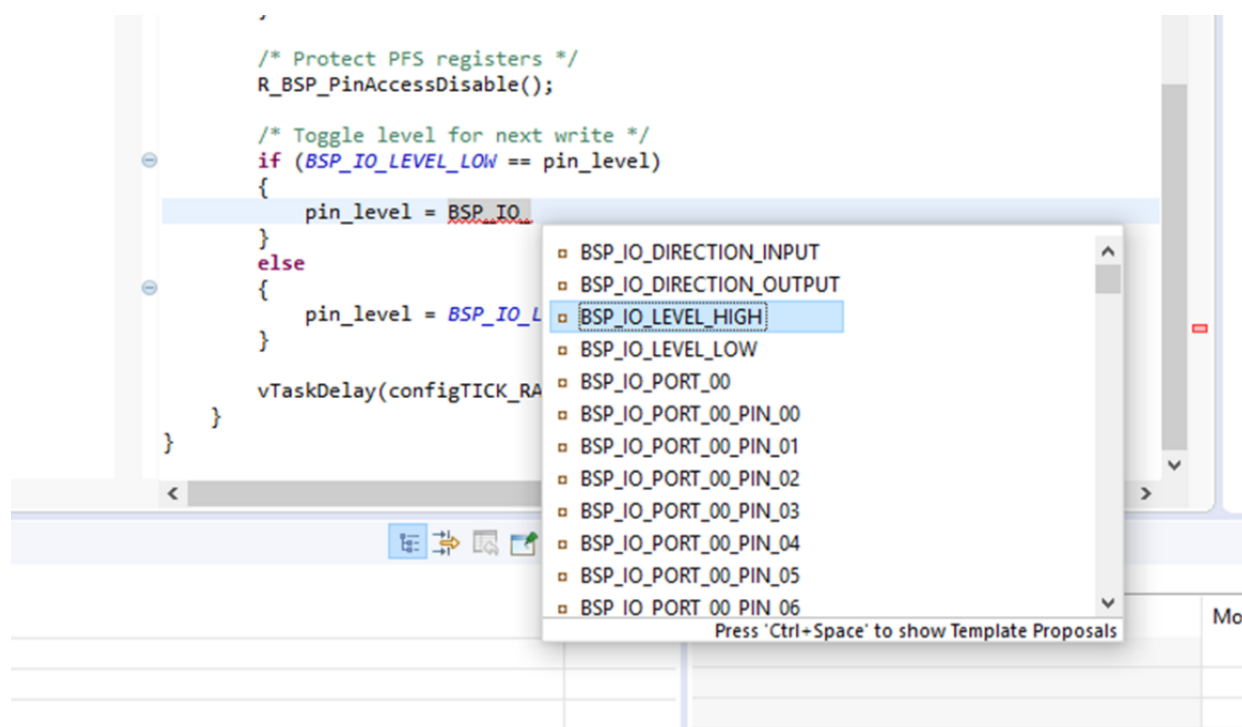 }
/* Protect PFS registers */
R_BSP_PinAccessDisable();
/* Toggle level for next write */
if (BSP_IO_LEVEL_LOW == pin_level)
{
pin_level = BSP_IO_
}
else
{
pin_level = BSP_IO_L
}
vTaskDelay(configTICK_RA
}
}
BSP_IO_DIRECTION_INPUT
BSP_IO_DIRECTION_OUTPUT
BSP_IO_LEVEL_HIGH
BSP_IO_LEVEL_LOW
BSP_IO_PORT_00
BSP_IO_PORT_00_PIN_00
BSP_IO_PORT_00_PIN_01
BSP_IO_PORT_00_PIN_02
BSP_IO_PORT_00_PIN_03
BSP_IO_PORT_00_PIN_04
BSP_IO_PORT_00_PIN_05
BSP_IO_PORT_00_PIN_06
Press 'Ctrl+Space' to show Template Proposals
Mo